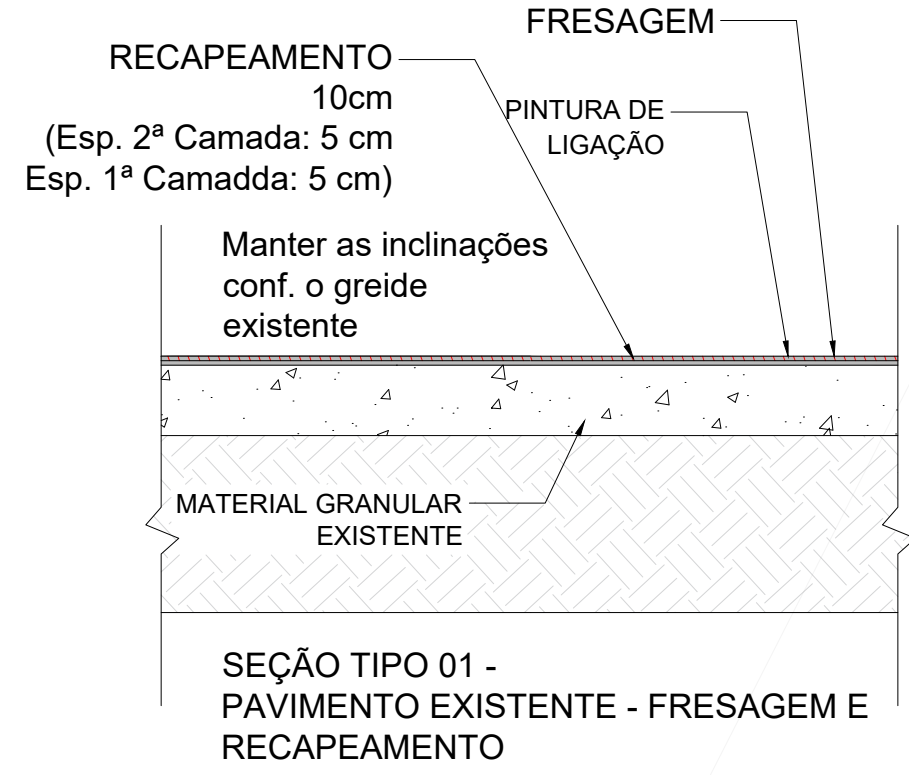 FRESAGEM
RECAPEAMENTO
10cm
(Esp. 2ª Camada: 5 cm
Esp. 1ª Camadda: 5 cm)
PINTURA DE
LIGAÇÃO
Manter as inclinações
conf. o greide
existente
MATERIAL GRANULAR
EXISTENTE
SEÇÃO TIPO 01 -
PAVIMENTO EXISTENTE - FRESAGEM E
RECAPEAMENTO